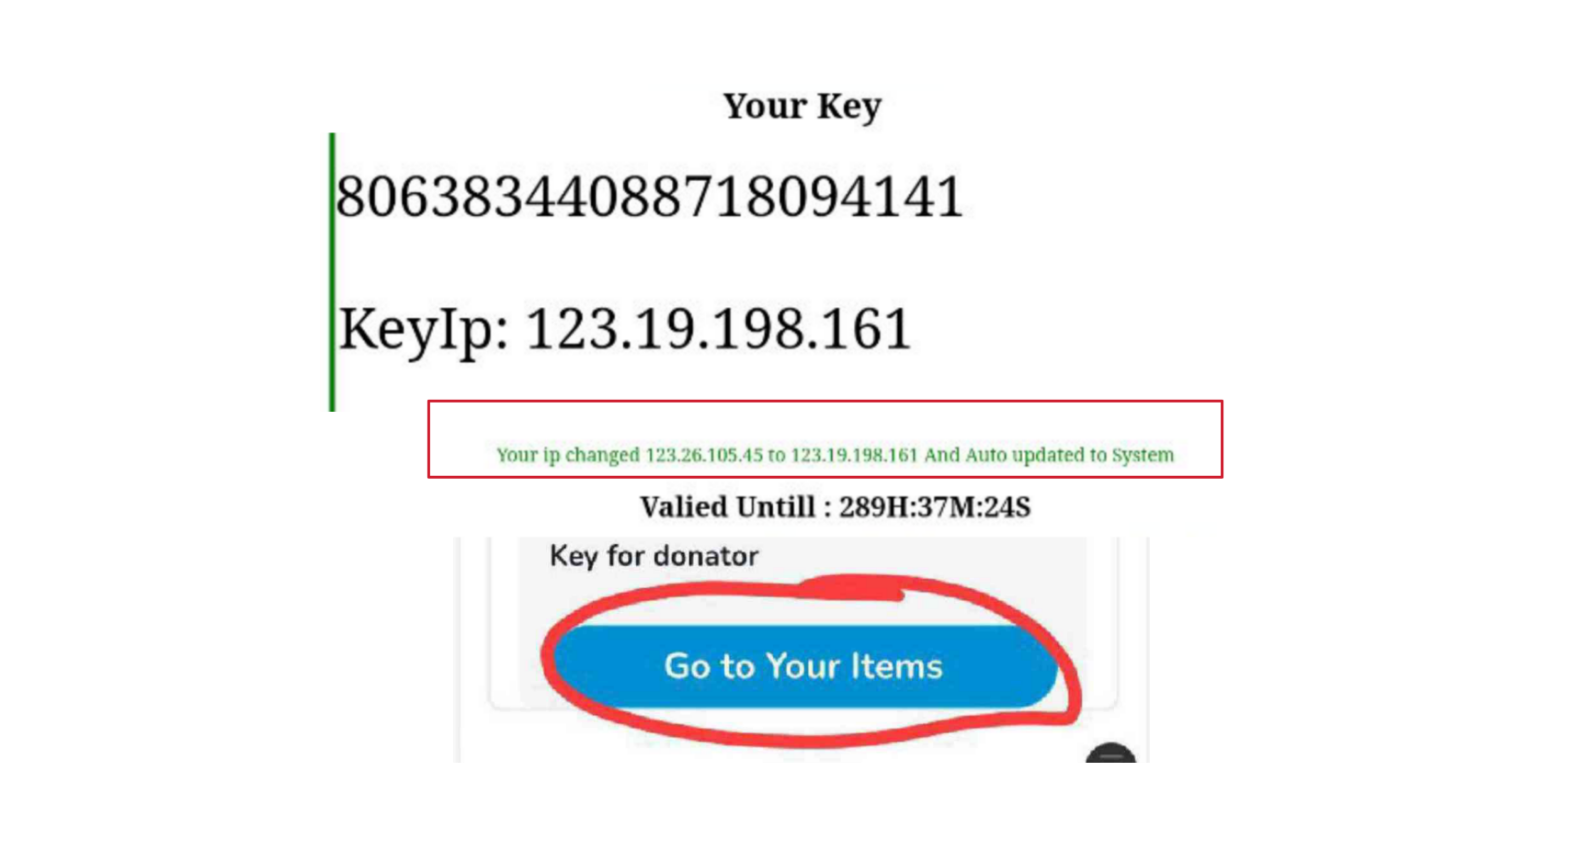 Your Key
80638344088718094141
KeyIp: 123.19.198.161
Your ip changed 123.26.105.45 to 123.19.198.161 And Auto updated to System
Valied Untill : 289H:37M:24S
Key for donator
Go to Your Items